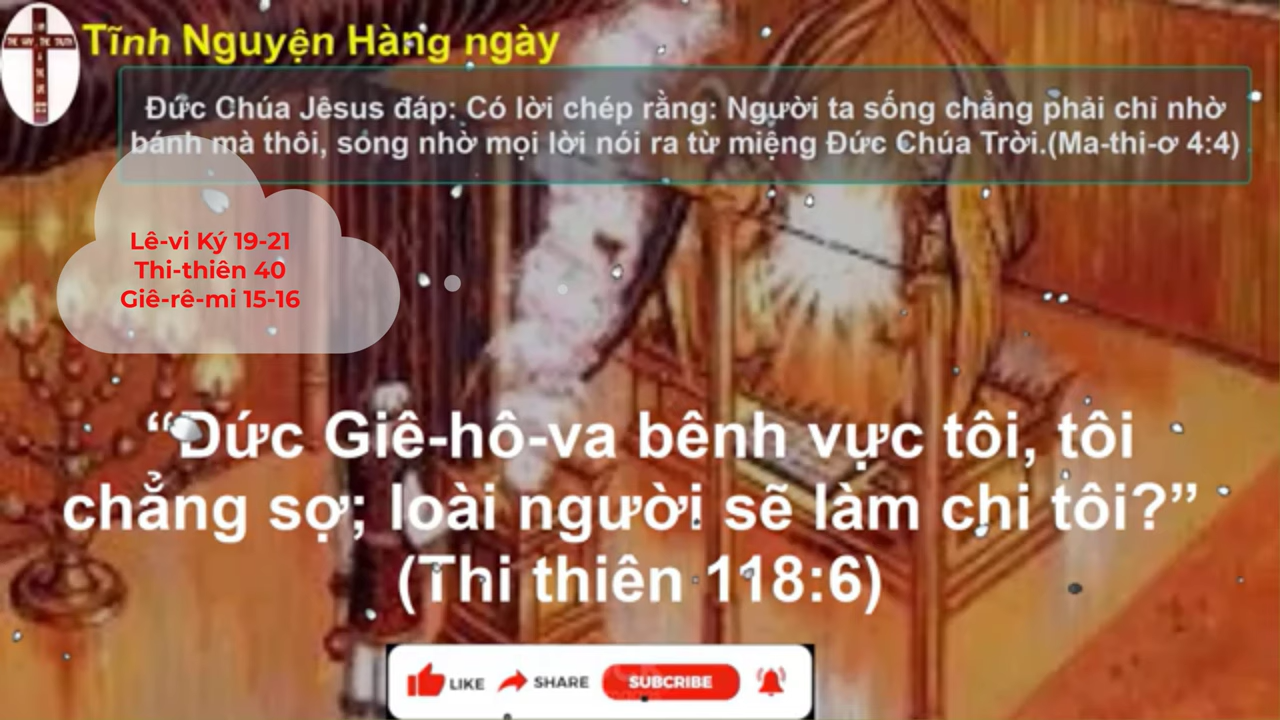 Tĩnh Nguyện Hàng ngày
Đức Chúa Jêsus đáp: Có lời chép rằng: Người ta sống chẳng phải chỉ nhờ
bánh mà thôi, sóng nhờ mọi lời nói ra từ miệng Đức Chúa Trời.(Ma-thi-ơ 4:4)
Lê-vi Ký 19-21
Thi-thiên 40
Giê-rê-mi 15-16
“Đức Giê-hô-va bênh vực tôi, tôi
chẳng sợ; loài người sẽ làm chi tôi?”
(Thi thiên 118:6)
LIKE SHARE SUBCRIBE